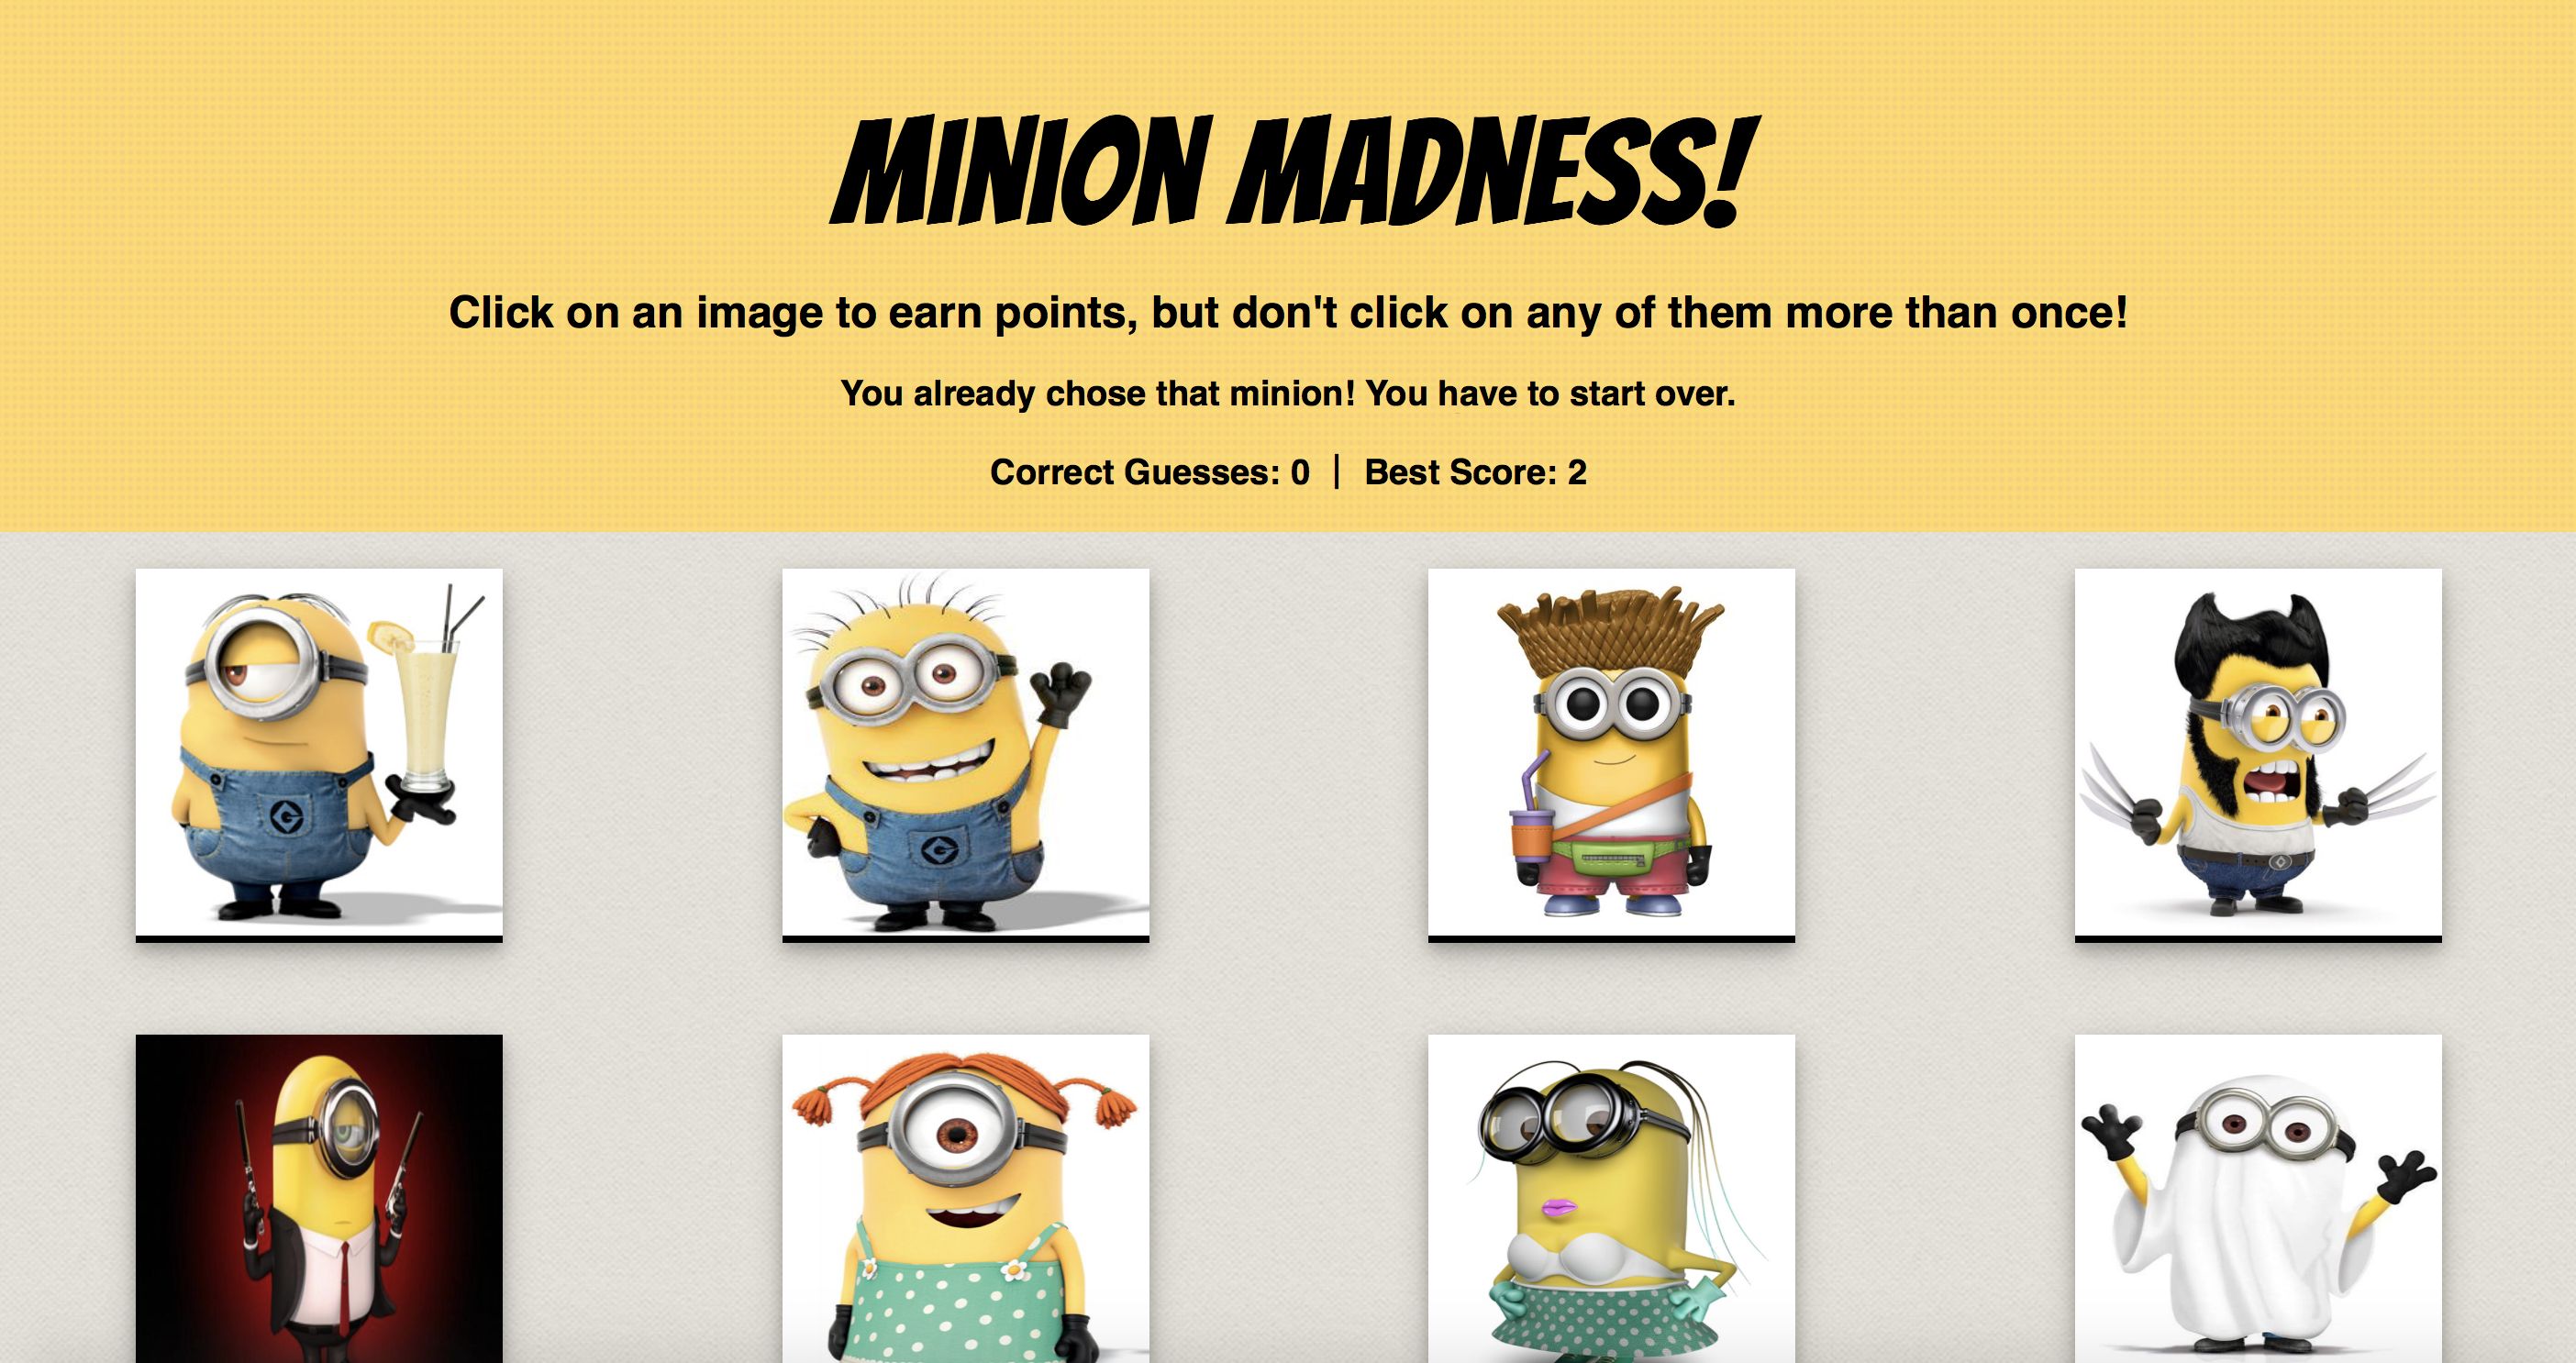 MINION MADNESS!
Click on an image to earn points, but don't click on any of them more than once!
You already chose that minion! You have to start over.
Correct Guesses: 0 | Best Score: 2